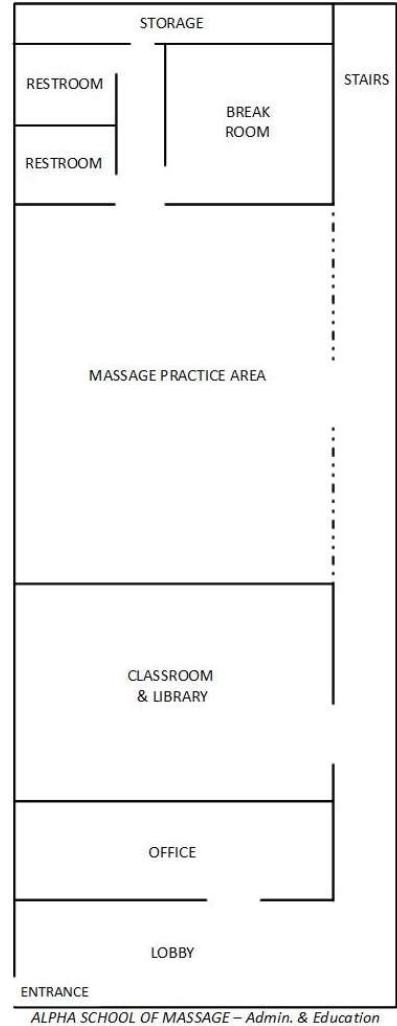 STORAGE
RESTROOM
STAIRS
BREAK
ROOM
RESTROOM
MASSAGE PRACTICE AREA
CLASSROOM
& LIBRARY
OFFICE
LOBBY
ENTRANCE
ALPHA SCHOOL OF MASSAGE – Admin. & Education